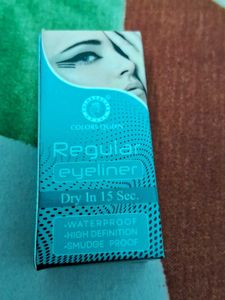 COLORS QUEEN
Regular
eyeliner
Dry In 15 Sec.
•WATERPROOF
•HIGH DEFINITION
•SMUDGE PROOF